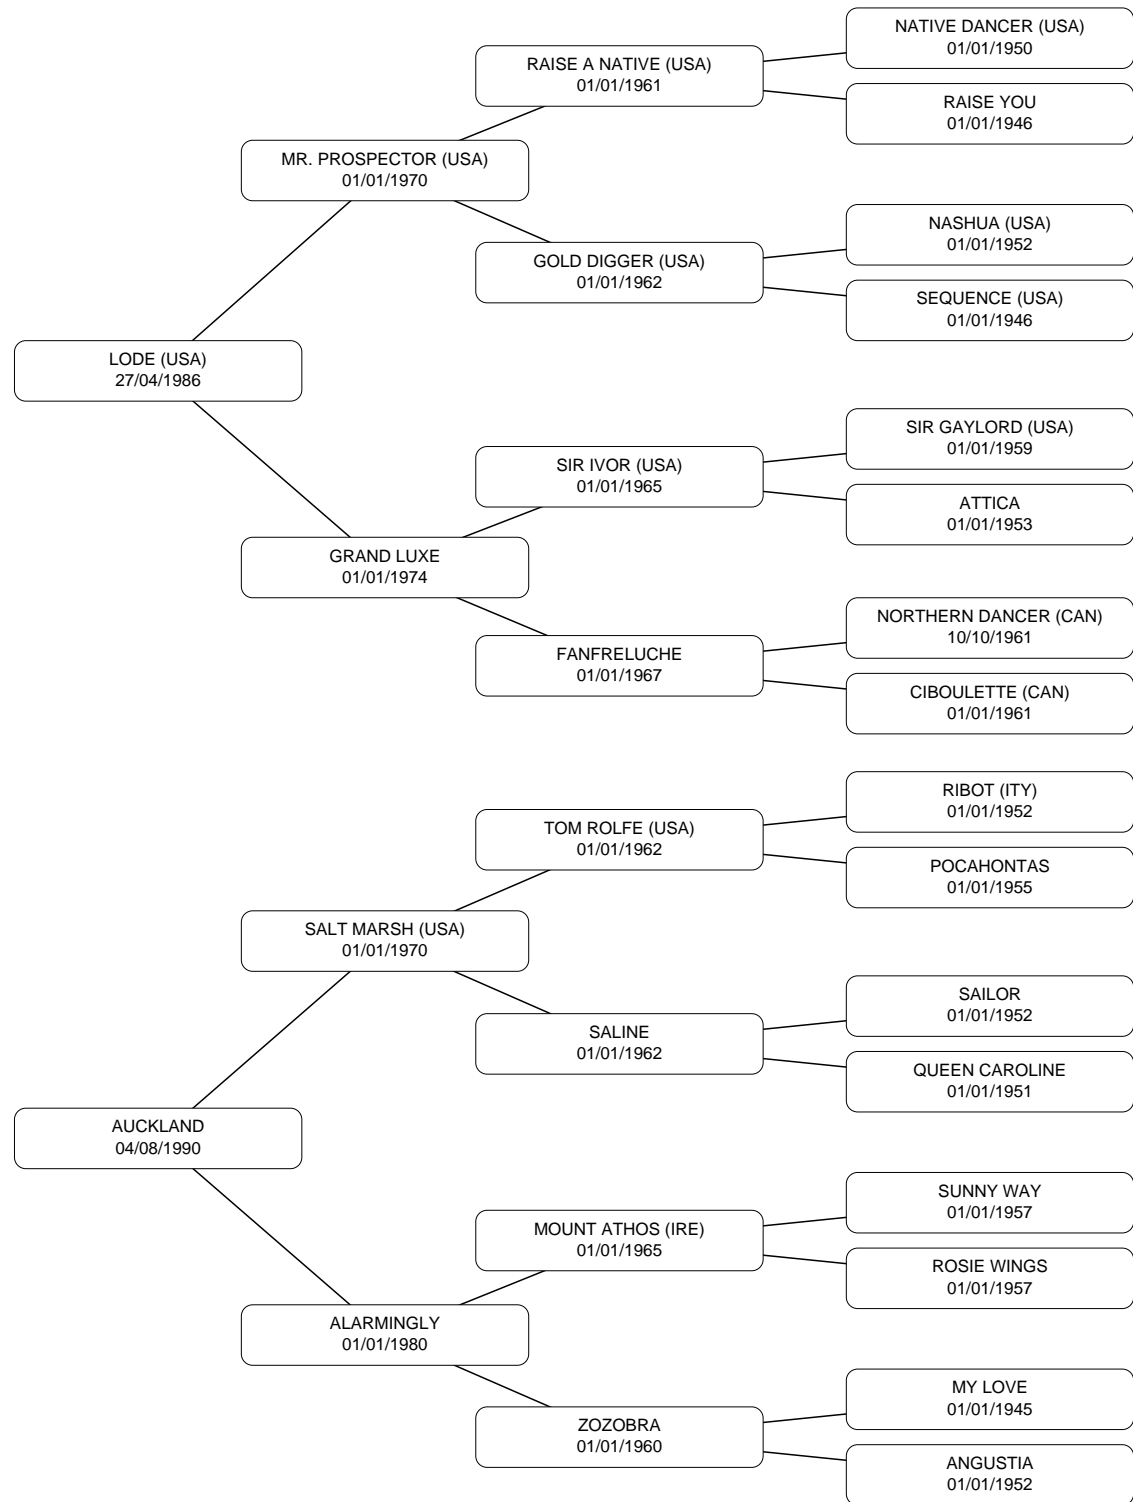 NATIVE DANCER (USA)
01/01/1950
RAISE A NATIVE (USA)
01/01/1961
RAISE YOU
01/01/1946
MR. PROSPECTOR (USA)
01/01/1970
NASHUA (USA)
01/01/1952
GOLD DIGGER (USA)
01/01/1962
SEQUENCE (USA)
01/01/1946
LODE (USA)
27/04/1986
SIR GAYLORD (USA)
01/01/1959
SIR IVOR (USA)
01/01/1965
ATTICA
01/01/1953
GRAND LUXE
01/01/1974
NORTHERN DANCER (CAN)
10/10/1961
FANFRELUCHE
01/01/1967
CIBOULETTE (CAN)
01/01/1961
RIBOT (ITY)
01/01/1952
TOM ROLFE (USA)
01/01/1962
POCAHONTAS
01/01/1955
SALT MARSH (USA)
01/01/1970
SAILOR
01/01/1952
SALINE
01/01/1962
QUEEN CAROLINE
01/01/1951
AUCKLAND
04/08/1990
SUNNY WAY
01/01/1957
MOUNT ATHOS (IRE)
01/01/1965
ROSIE WINGS
01/01/1957
ALARMINGLY
01/01/1980
MY LOVE
01/01/1945
ZOZOBRA
01/01/1960
ANGUSTIA
01/01/1952